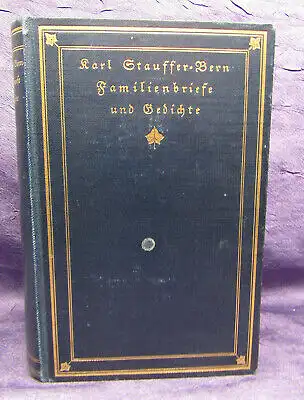 Karl Stauffer-Bern
Familienbriefe
und Gedichte